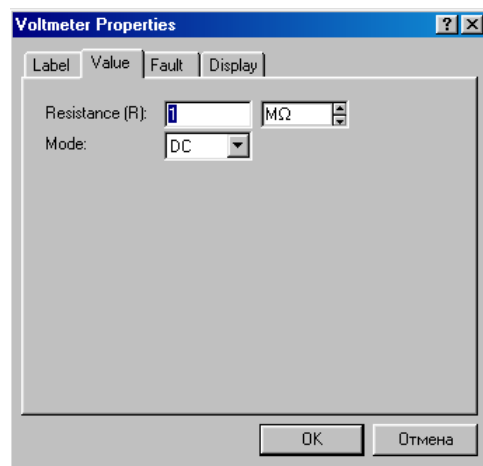 Voltmeter Properties
Label Value Fault Display
Resistance (R): 1 MΩ
Mode: DC
OK Отмена